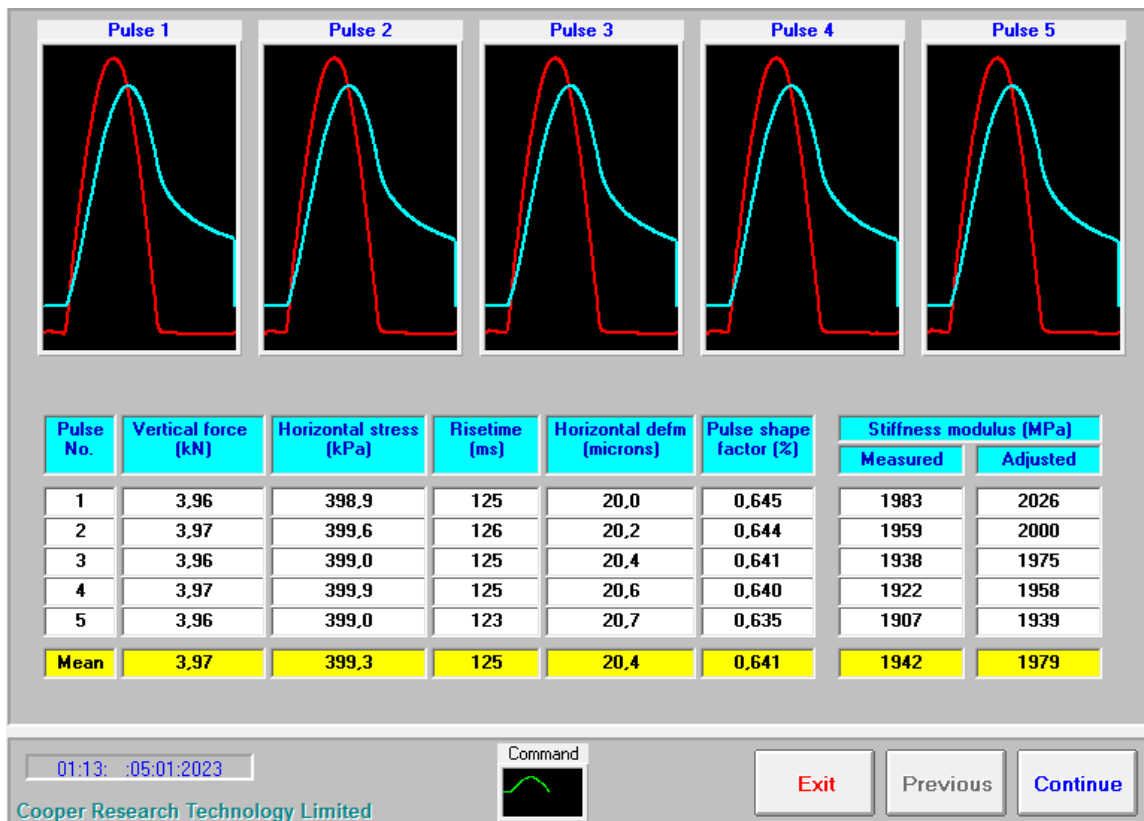 Pulse 1 Pulse 2 Pulse 3 Pulse 4 Pulse 5
Pulse No. Vertical force (kN) Horizontal stress (kPa) Risetime (ms) Horizontal defm (microns) Pulse shape factor (%) Stiffness modulus (MPa)
Measured Adjusted
1 3,96 398,9 125 20,0 0,645 1983 2026
2 3,97 399,6 126 20,2 0,644 1959 2000
3 3,96 399,0 125 20,4 0,641 1938 1975
4 3,97 399,9 125 20,6 0,640 1922 1958
5 3,96 399,0 123 20,7 0,635 1907 1939
Mean 3,97 399,3 125 20,4 0,641 1942 1979
Command
01:13: :05:01:2023
Exit Previous Continue
Cooper Research Technology Limited